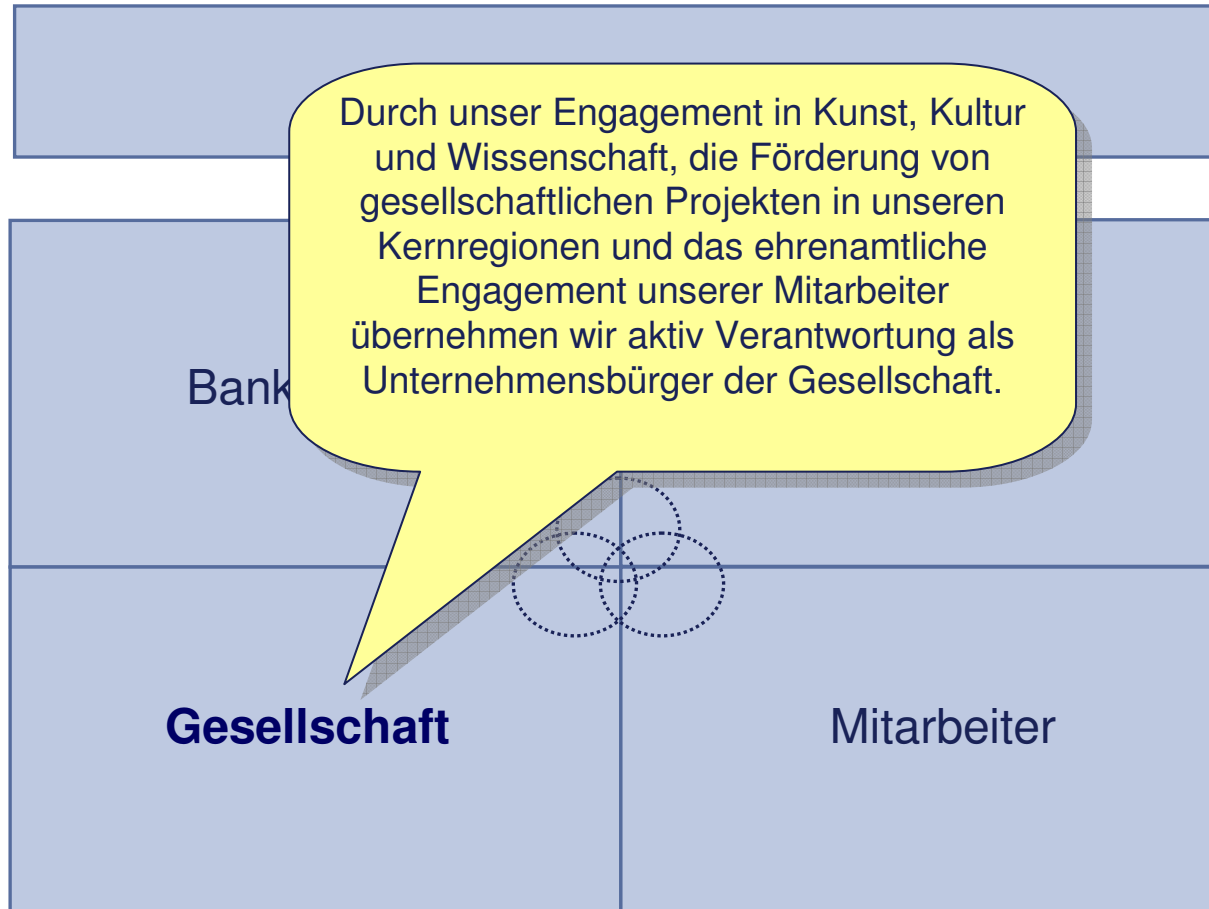 Durch unser Engagement in Kunst, Kultur
und Wissenschaft, die Förderung von
gesellschaftlichen Projekten in unseren
Kernregionen und das ehrenamtliche
Engagement unserer Mitarbeiter
übernehmen wir aktiv Verantwortung als
Unternehmensbürger der Gesellschaft.
Bank
Gesellschaft
Mitarbeiter